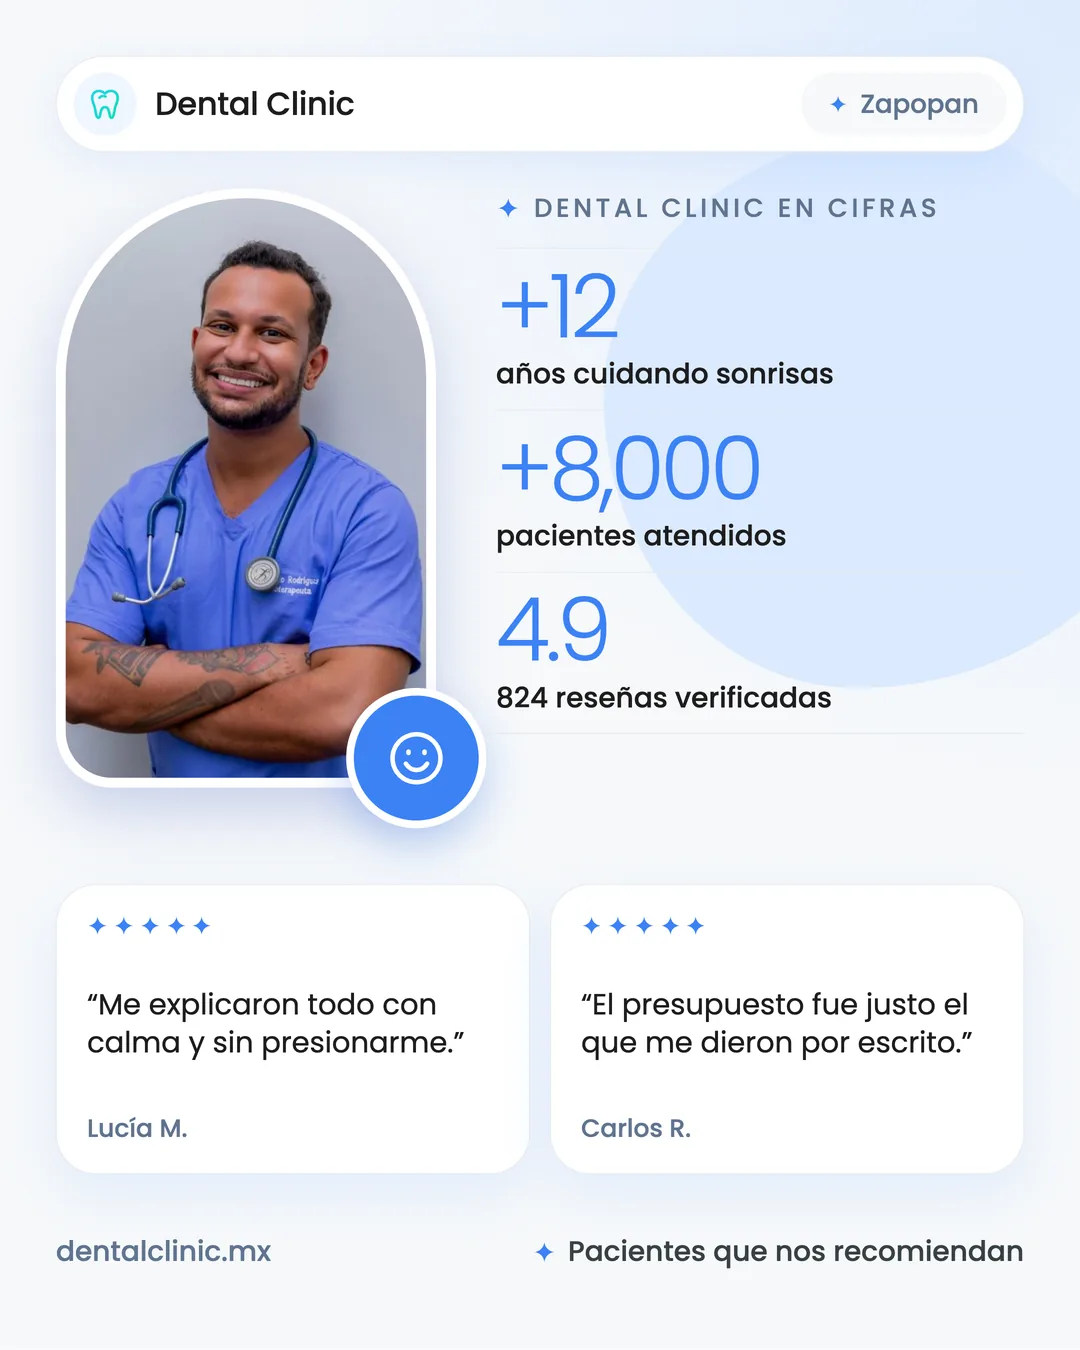 Dental Clinic
✦ Zapopan
✦ DENTAL CLINIC EN CIFRAS
+12
años cuidando sonrisas
+8,000
pacientes atendidos
4.9
824 reseñas verificadas
✦ ✦ ✦ ✦ ✦
“Me explicaron todo con
calma y sin presionarme.”
Lucía M.
✦ ✦ ✦ ✦ ✦
“El presupuesto fue justo el
que me dieron por escrito.”
Carlos R.
dentalclinic.mx
✦ Pacientes que nos recomiendan